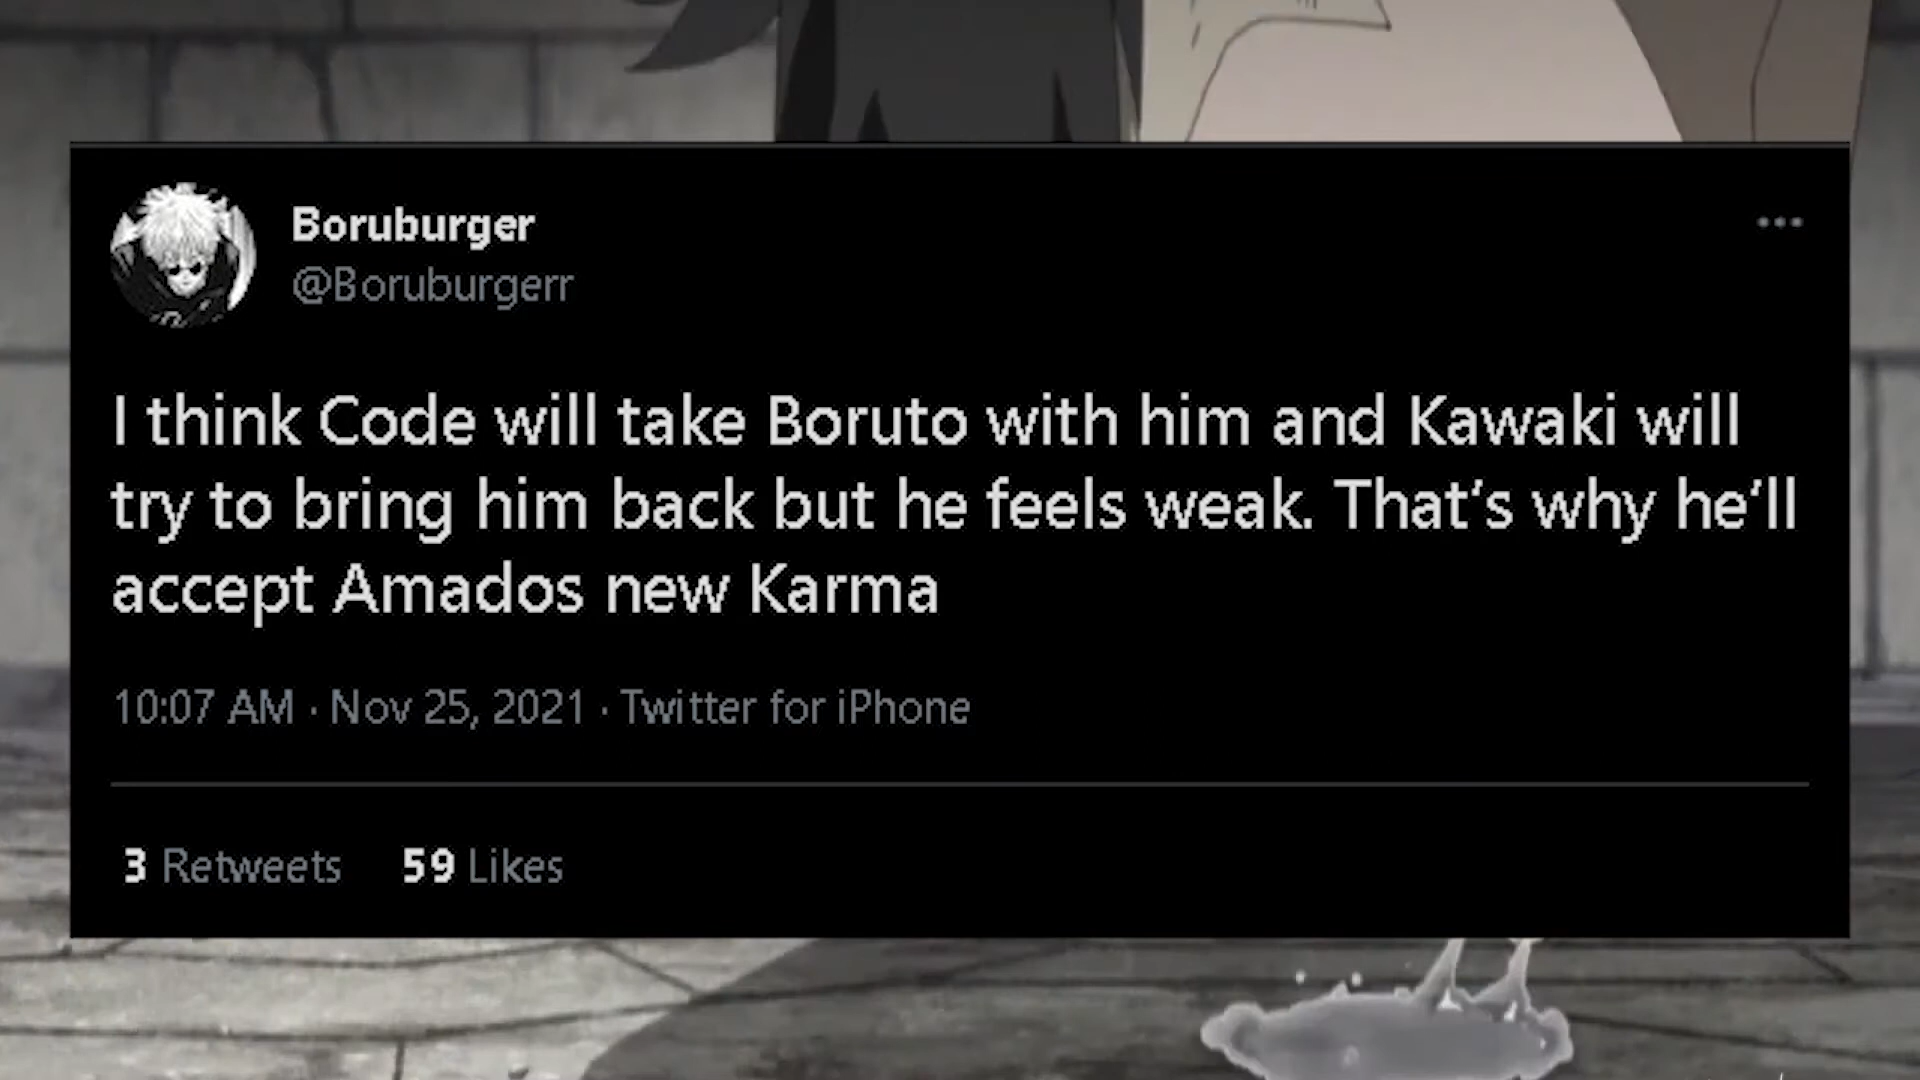 Boruburger
@Boruburgerr
I think Code will take Boruto with him and Kawaki will
try to bring him back but he feels weak. That's why he'll
accept Amados new Karma
10:07 AM · Nov 25, 2021 · Twitter for iPhone
3 Retweets 59 Likes